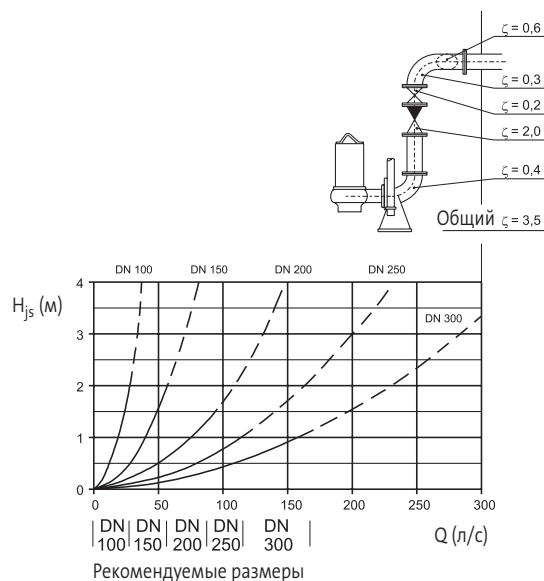 ζ = 0,6
ζ = 0,3
ζ = 0,2
ζ = 2,0
ζ = 0,4
Общий ζ = 3,5
DN 100 DN 150 DN 200 DN 250
DN 300
H_js (м)
4
3
2
1
0
0 50 100 150 200 250 300
DN DN DN DN DN
100 150 200 250 300
Q (л/с)
Рекомендуемые размеры